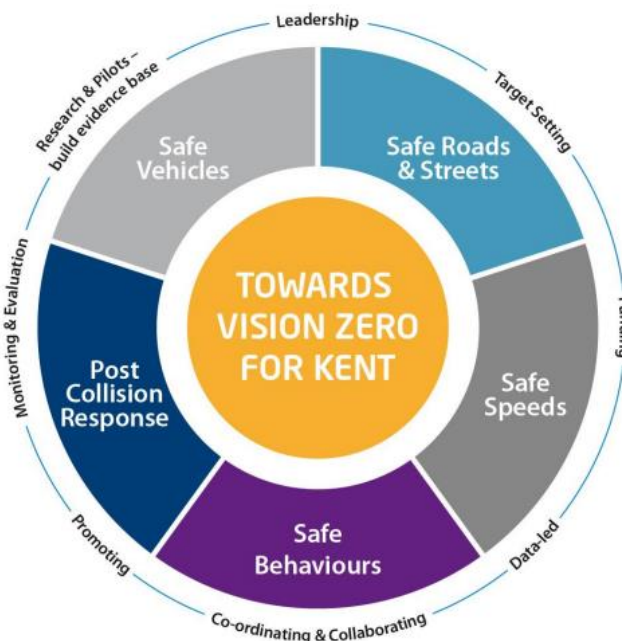 Leadership
Target Setting
Funding
Data-led
Co-ordinating & Collaborating
Promoting
Monitoring & Evaluation
Research & Pilots –
build evidence base
Safe Roads
& Streets
Safe
Speeds
Safe
Behaviours
Post
Collision
Response
Safe
Vehicles
TOWARDS
VISION ZERO
FOR KENT